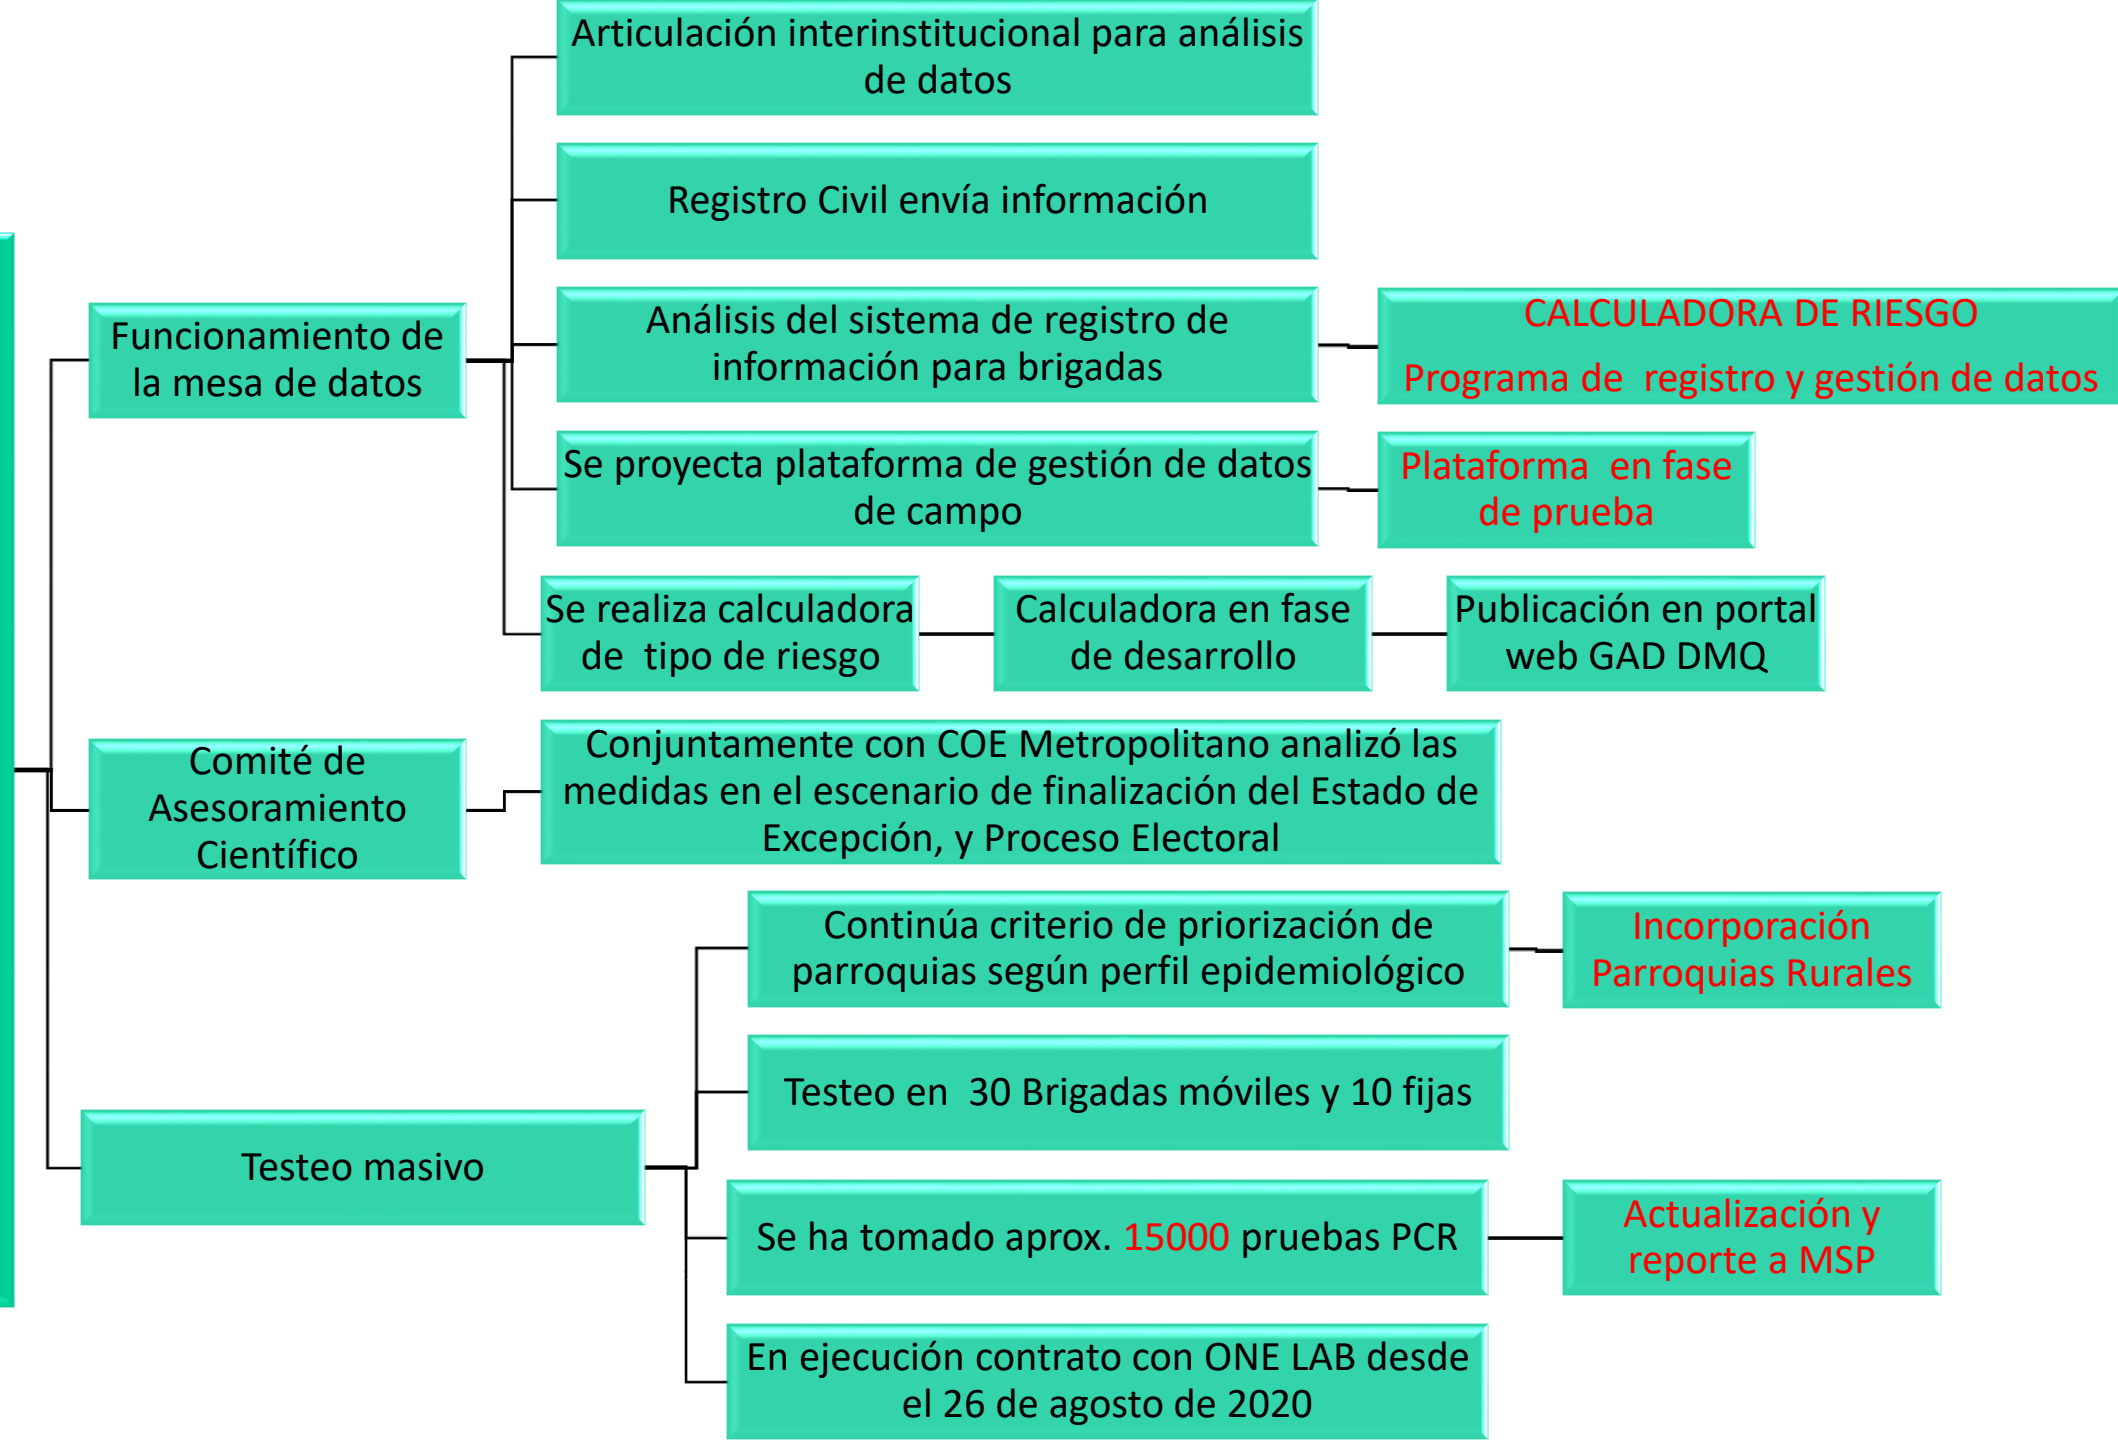 Articulación interinstitucional para análisis
de datos
Registro Civil envía información
Funcionamiento de
la mesa de datos
Análisis del sistema de registro de
información para brigadas
CALCULADORA DE RIESGO
Programa de  registro y gestión de datos
Se proyecta plataforma de gestión de datos
de campo
Plataforma  en fase
de prueba
Se realiza calculadora
de  tipo de riesgo
Calculadora en fase
de desarrollo
Publicación en portal
web GAD DMQ
Comité de
Asesoramiento
Científico
Conjuntamente con COE Metropolitano analizó las
medidas en el escenario de finalización del Estado de
Excepción, y Proceso Electoral
Continúa criterio de priorización de
parroquias según perfil epidemiológico
Incorporación
Parroquias Rurales
Testeo en  30 Brigadas móviles y 10 fijas
Testeo masivo
Se ha tomado aprox. 15000 pruebas PCR
Actualización y
reporte a MSP
En ejecución contrato con ONE LAB desde
el 26 de agosto de 2020